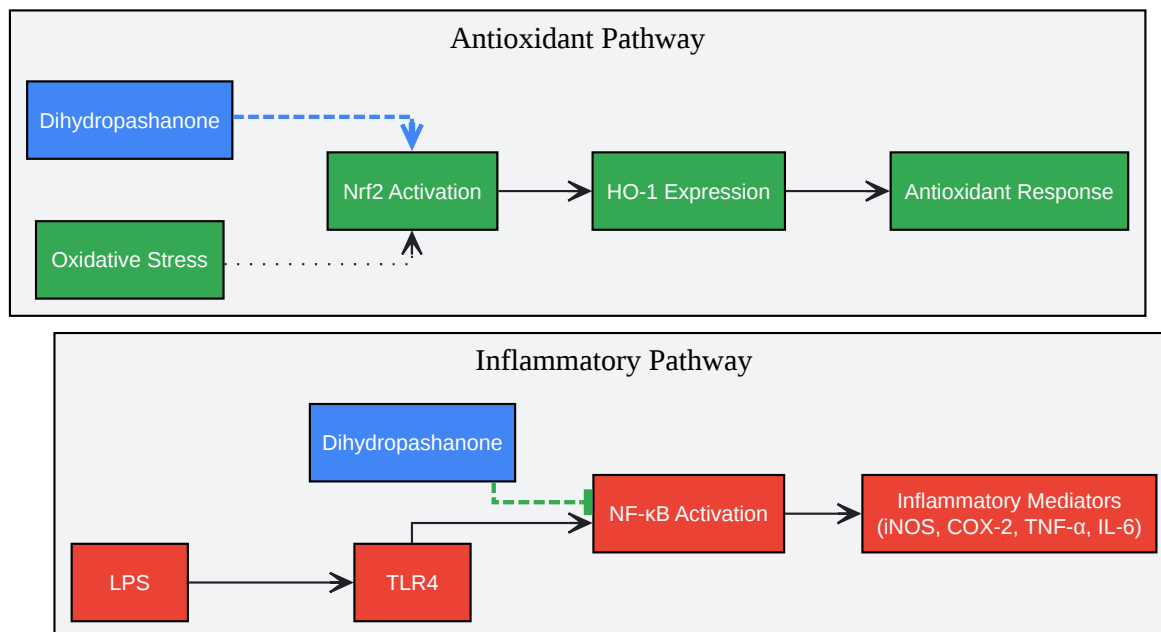 Antioxidant Pathway
Dihydropashanone
Nrf2 Activation
HO-1 Expression
Antioxidant Response
Oxidative Stress
Inflammatory Pathway
Dihydropashanone
NF-κB Activation
Inflammatory Mediators
(iNOS, COX-2, TNF-α, IL-6)
LPS
TLR4